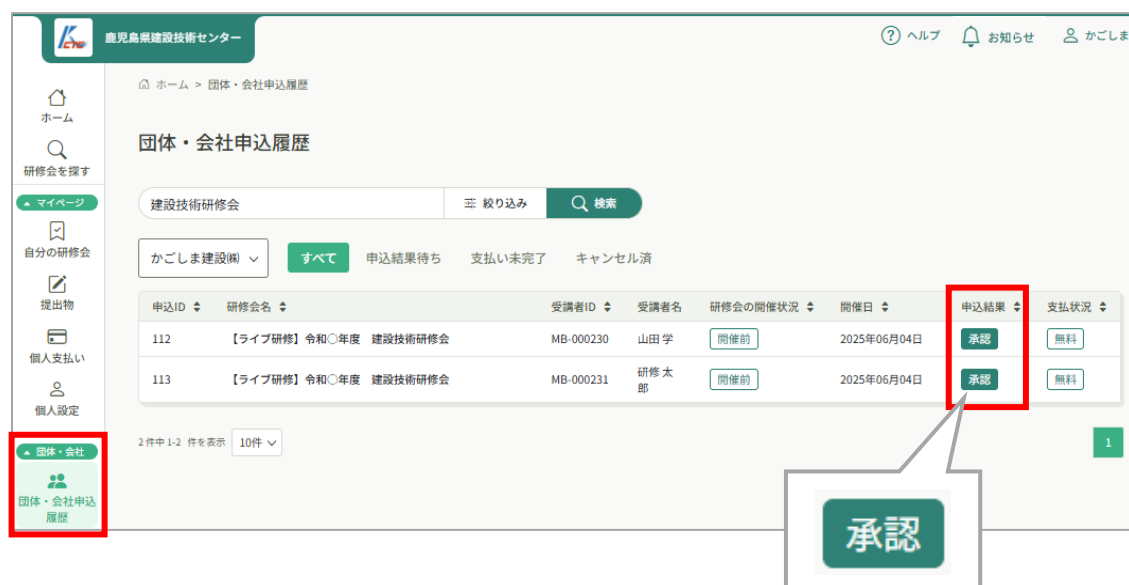 CTC 鹿児島県建設技術センター
? ヘルプ お知らせ かごしま
ホーム > 団体・会社申込履歴
ホーム
研修会を探す
マイページ
自分の研修会
提出物
個人支払い
個人設定
団体・会社
団体・会社申込
履歴
団体・会社申込履歴
建設技術研修会 絞り込み 検索
かごしま建設㈱ すべて 申込結果待ち 支払い未完了 キャンセル済
申込ID 研修会名 受講者ID 受講者名 研修会の開催状況 開催日 申込結果 支払状況
112 【ライブ研修】令和○年度 建設技術研修会 MB-000230 山田 学 開催前 2025年06月04日 承認 無料
113 【ライブ研修】令和○年度 建設技術研修会 MB-000231 研修 太
郎 開催前 2025年06月04日 承認 無料
2 件中 1-2 件を表示 10件 1
承認